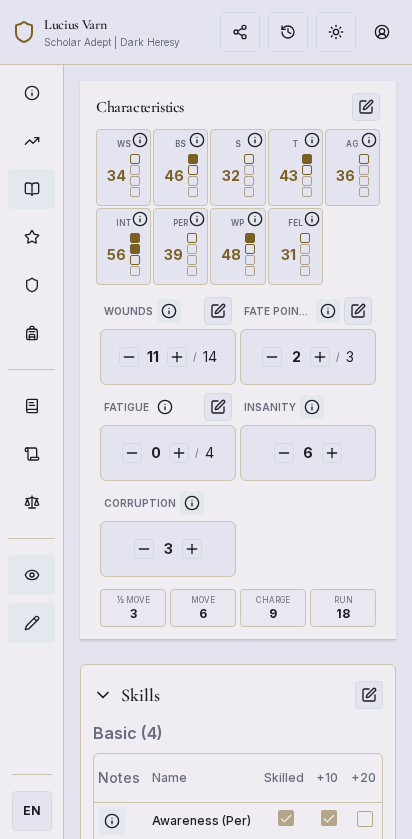 Lucius Varn
Scholar Adept | Dark Heresy
Characteristics
WS BS S T AG
34 46 32 43 36
INT PER WP FEL
56 39 48 31
WOUNDS FATE POIN...
11 / 14 2 / 3
FATIGUE INSANITY
0 / 4 6
CORRUPTION
3
½ MOVE MOVE CHARGE RUN
3 6 9 18
Skills
Basic (4)
Notes Name Skilled +10 +20
Awareness (Per)
EN